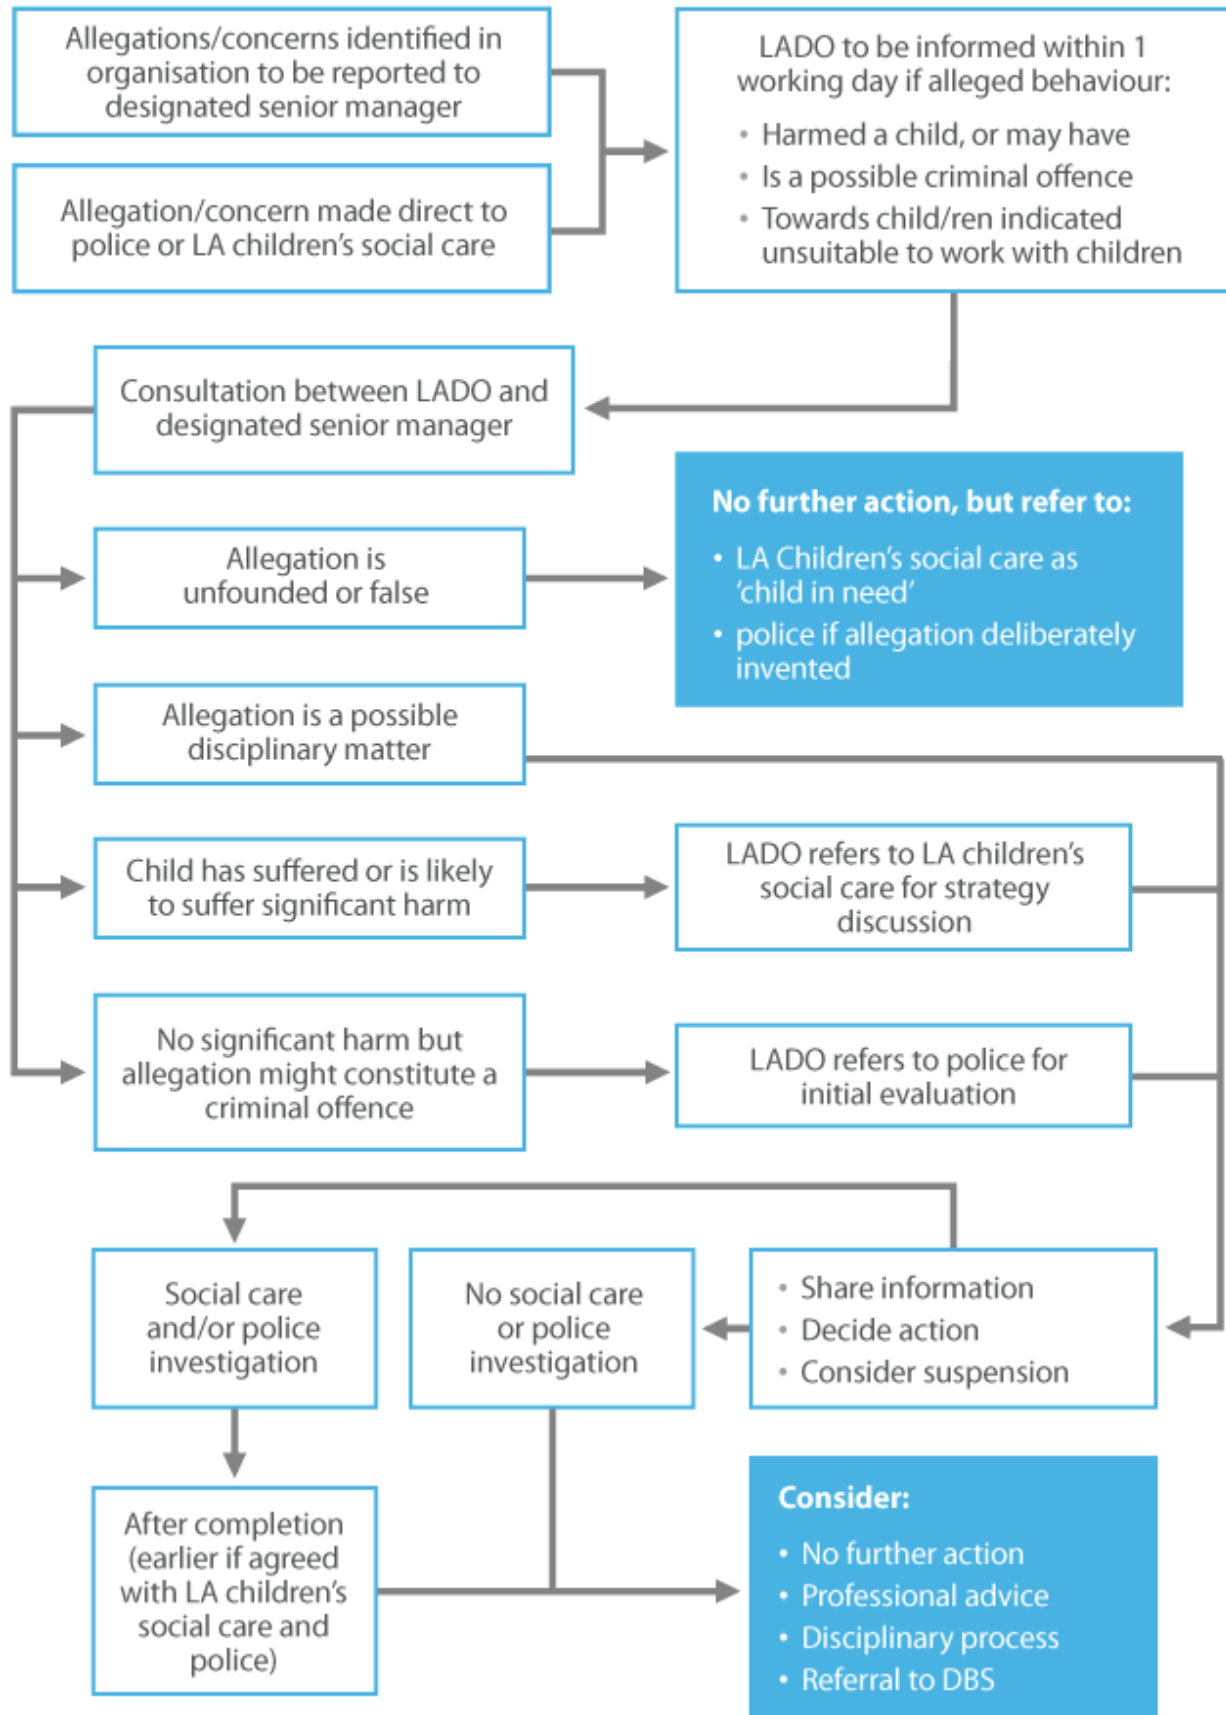 Allegations/concerns identified in
organisation to be reported to
designated senior manager
Allegation/concern made direct to
police or LA children's social care
LADO to be informed within 1
working day if alleged behaviour:
• Harmed a child, or may have
• Is a possible criminal offence
• Towards child/ren indicated
unsuitable to work with children
Consultation between LADO and
designated senior manager
Allegation is
unfounded or false
No further action, but refer to:
• LA Children's social care as
'child in need'
• police if allegation deliberately
invented
Allegation is a possible
disciplinary matter
Child has suffered or is likely
to suffer significant harm
LADO refers to LA children's
social care for strategy
discussion
No significant harm but
allegation might constitute a
criminal offence
LADO refers to police for
initial evaluation
Social care
and/or police
investigation
No social care
or police
investigation
• Share information
• Decide action
• Consider suspension
After completion
(earlier if agreed
with LA children's
social care and
police)
Consider:
• No further action
• Professional advice
• Disciplinary process
• Referral to DBS